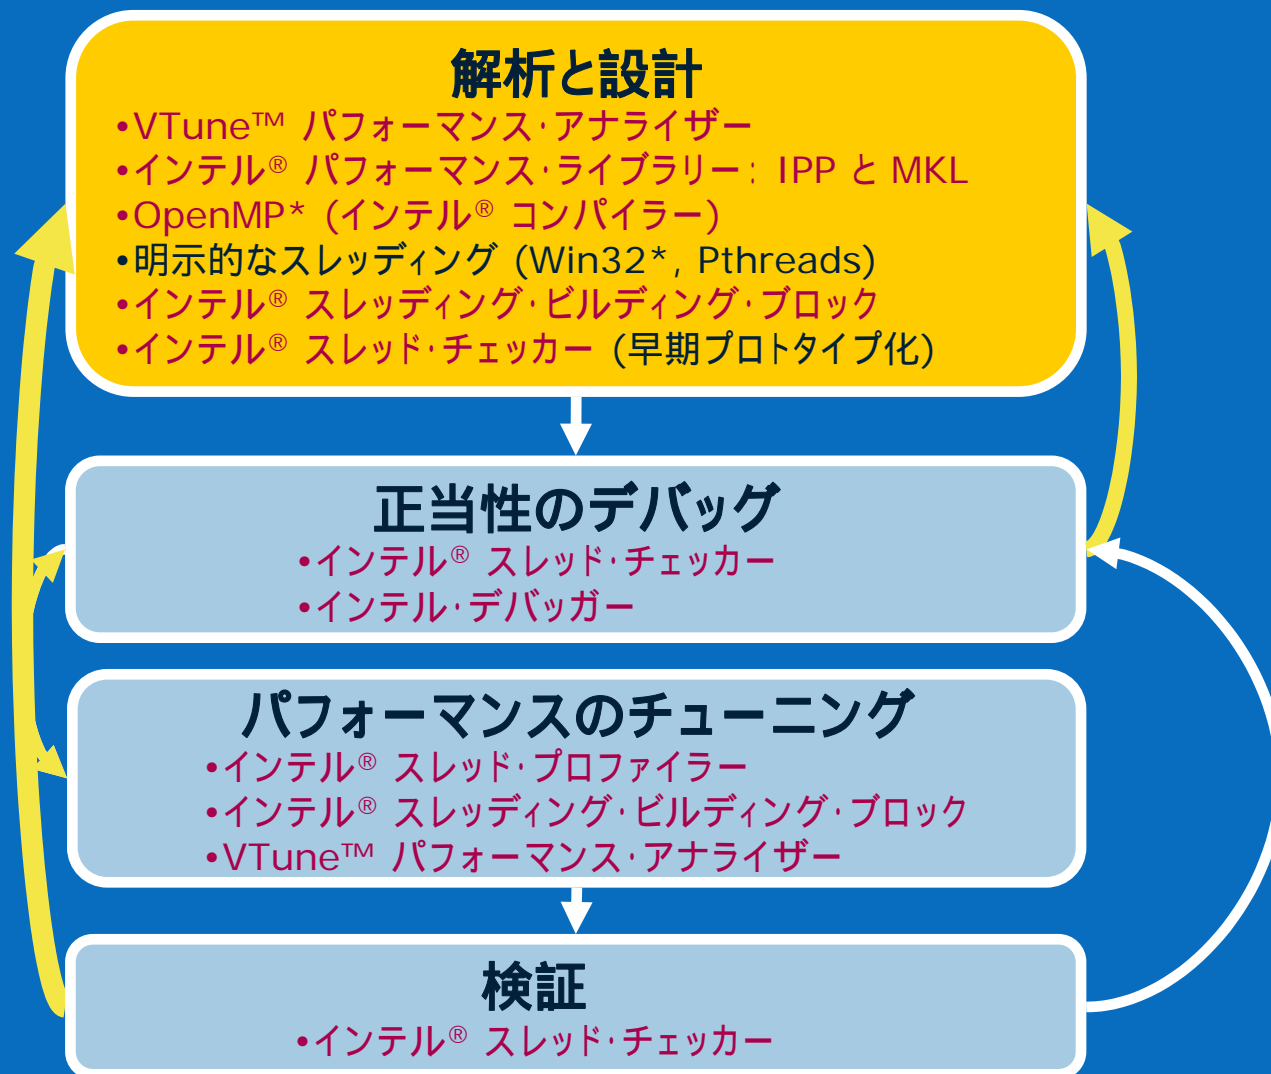 解析と設計
•VTune™ パフォーマンス・アナライザー
•インテル® パフォーマンス・ライブラリー: IPP と MKL
•OpenMP* (インテル® コンパイラー)
•明示的なスレッディング (Win32*, Pthreads)
•インテル® スレッディング・ビルディング・ブロック
•インテル® スレッド・チェッカー (早期プロトタイプ化)
正当性のデバッグ
•インテル® スレッド・チェッカー
•インテル・デバッガー
パフォーマンスのチューニング
•インテル® スレッド・プロファイラー
•インテル® スレッディング・ビルディング・ブロック
•VTune™ パフォーマンス・アナライザー
検証
•インテル® スレッド・チェッカー